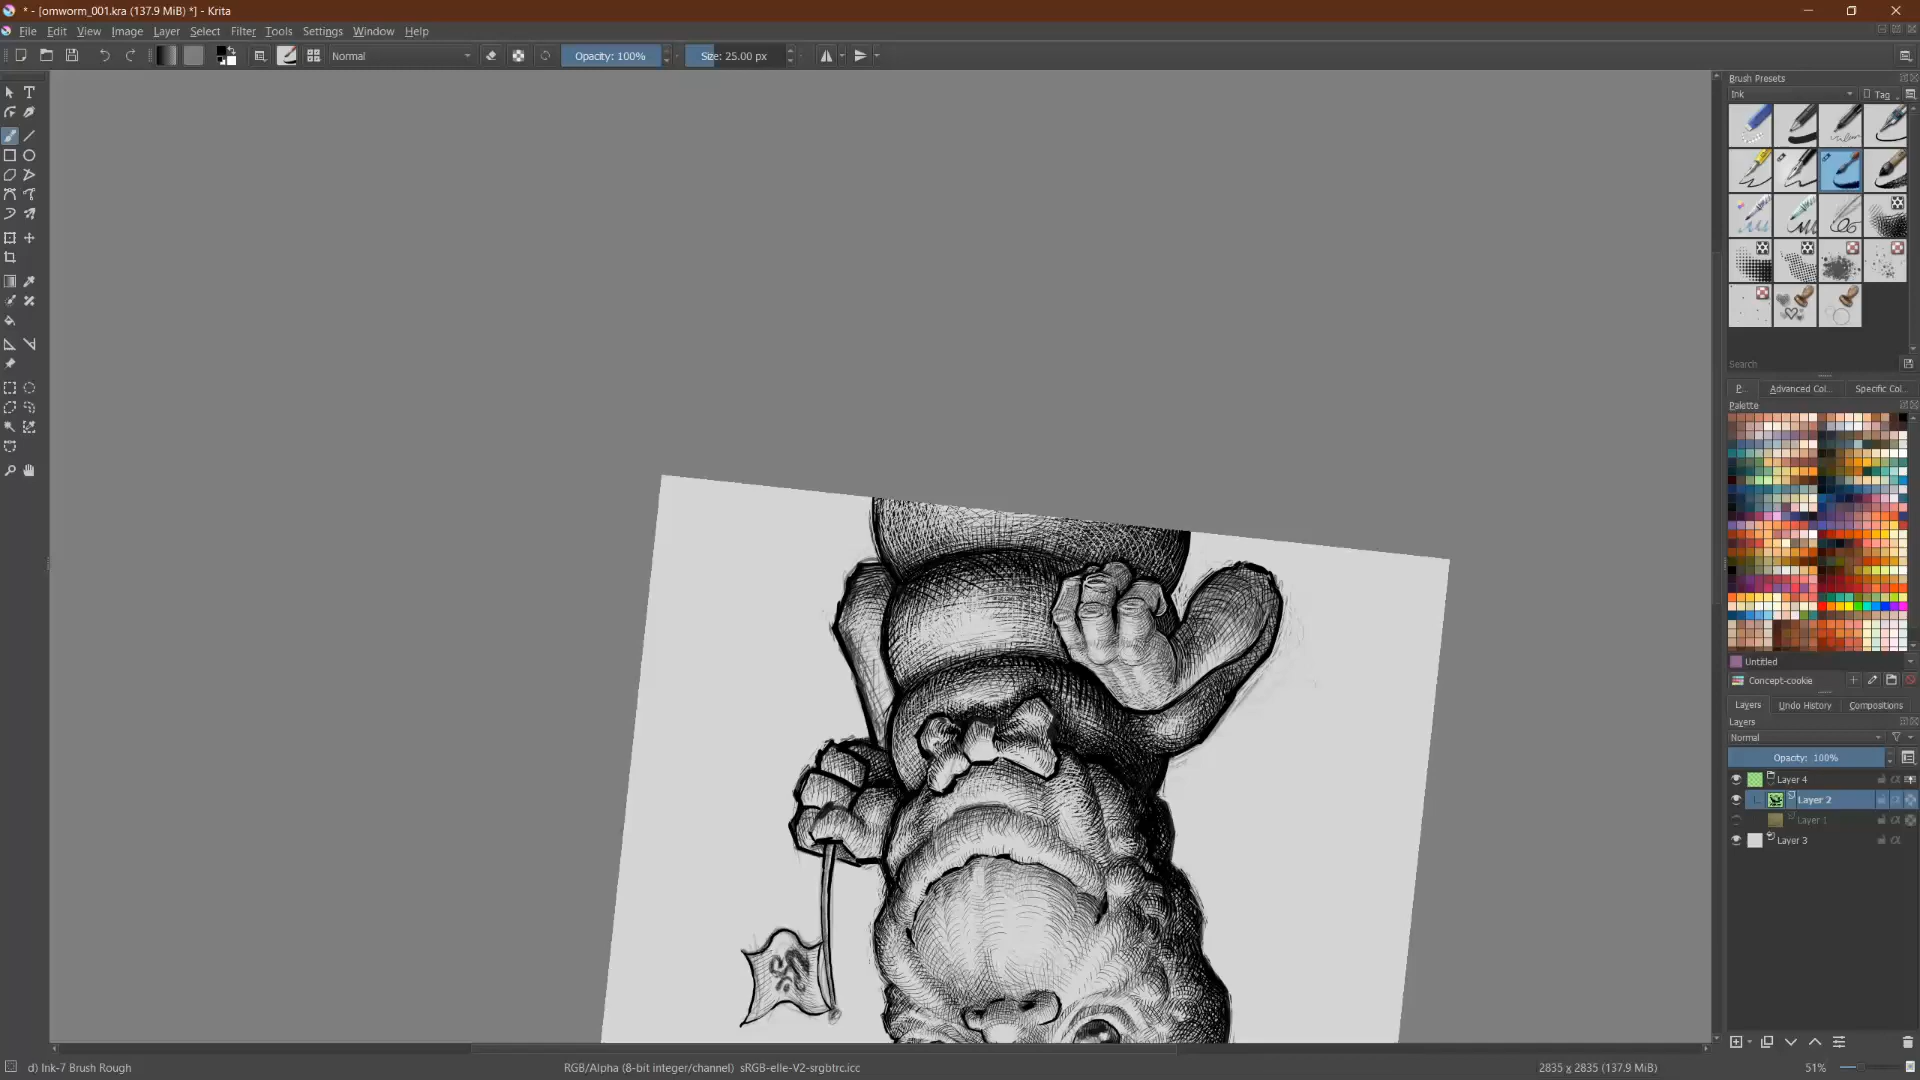 * - [omworm_001.kra (137.9 MiB) *] - Krita
File Edit View Image Layer Select Filter Tools Settings Window Help
Normal Opacity: 100% Size: 25.00 px
Brush Presets
Ink Tag
Search
P... Advanced Col... Specific Col...
Palette
Untitled
Concept-cookie
Layers Undo History Compositions
Layers
Normal
Opacity: 100%
Layer 4
Layer 2
Layer 1
Layer 3
d) Ink-7 Brush Rough RGB/Alpha (8-bit integer/channel) sRGB-elle-V2-srgbtrc.icc 2835 x 2835 (137.9 MiB) 51%